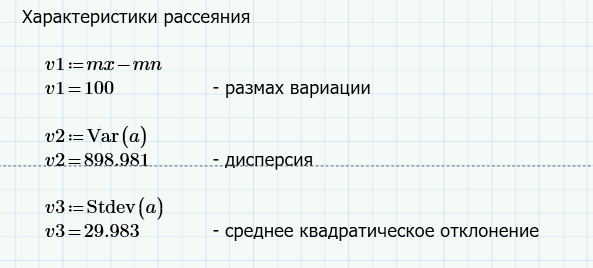 Характеристики рассеяния
v1:=mx−mn
v1=100 - размах вариации
v2:=Var(a)
v2=898.981 - дисперсия
v3:=Stdev(a)
v3=29.983 - среднее квадратическое отклонение